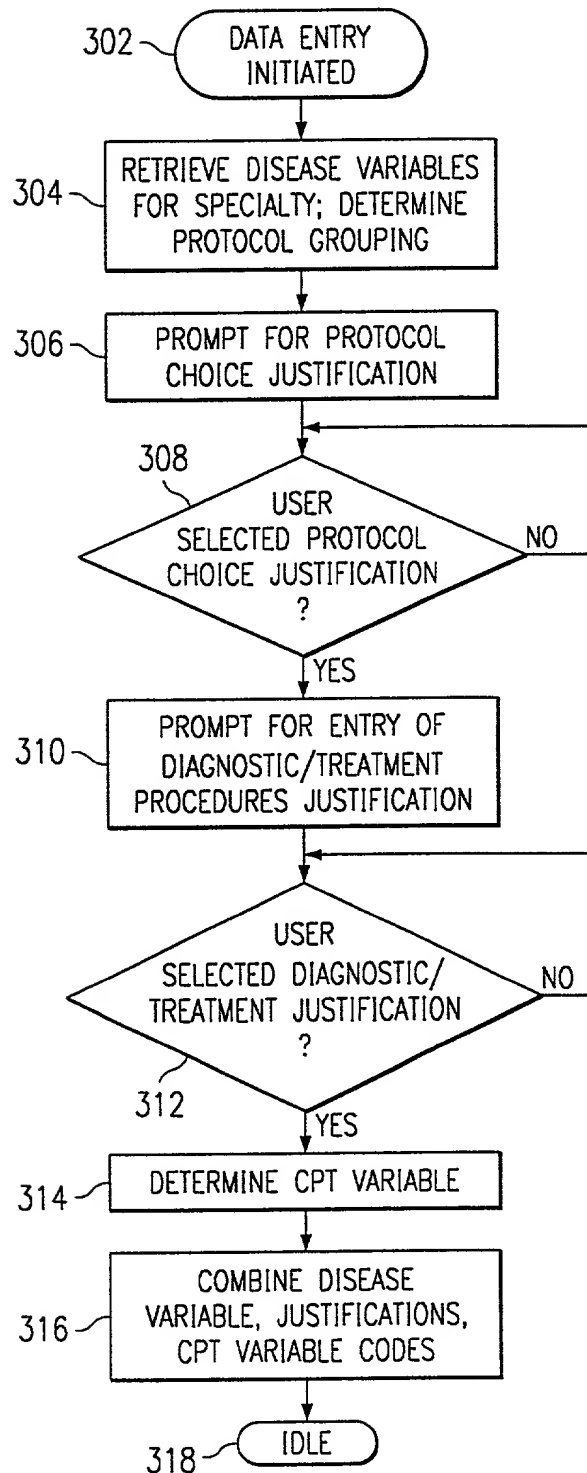 302
DATA ENTRY
INITIATED
304
RETRIEVE DISEASE VARIABLES
FOR SPECIALTY; DETERMINE
PROTOCOL GROUPING
306
PROMPT FOR PROTOCOL
CHOICE JUSTIFICATION
308
USER
SELECTED PROTOCOL
CHOICE JUSTIFICATION
?
NO
YES
310
PROMPT FOR ENTRY OF
DIAGNOSTIC/TREATMENT
PROCEDURES JUSTIFICATION
USER
SELECTED DIAGNOSTIC/
TREATMENT JUSTIFICATION
?
NO
312
YES
314
DETERMINE CPT VARIABLE
316
COMBINE DISEASE
VARIABLE, JUSTIFICATIONS,
CPT VARIABLE CODES
318
IDLE